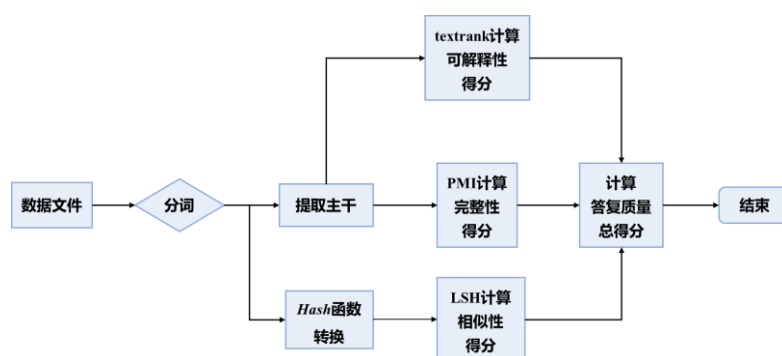 textrank计算
可解释性
得分
数据文件
分词
提取主干
PMI计算
完整性
得分
计算
答复质量
总得分
结束
Hash函数
转换
LSH计算
相似性
得分